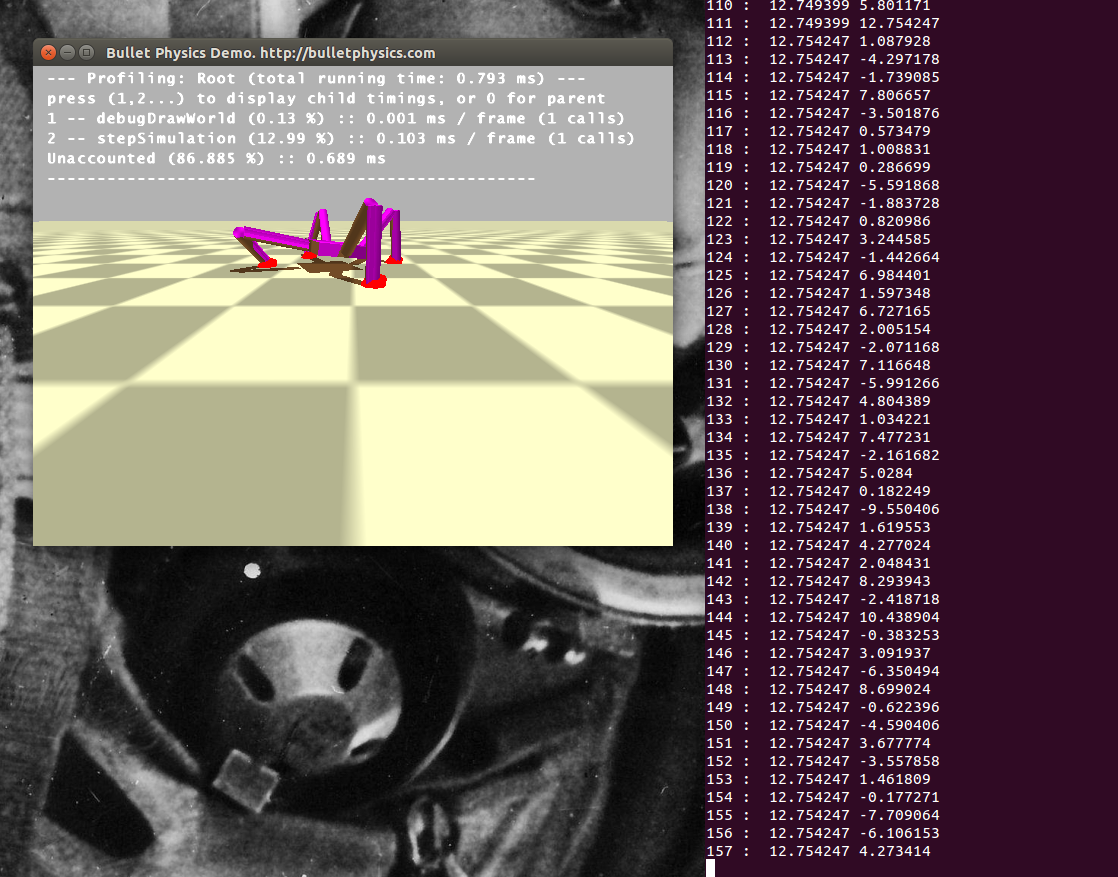 Bullet Physics Demo. http://bulletphysics.com
--- Profiling: Root (total running time: 0.793 ms) ---
press (1,2...) to display child timings, or 0 for parent
1 -- debugDrawWorld (0.13 %) :: 0.001 ms / frame (1 calls)
2 -- stepSimulation (12.99 %) :: 0.103 ms / frame (1 calls)
Unaccounted (86.885 %) :: 0.689 ms
-------------------------------------------------
110 :  12.749399 5.801171
111 :  12.749399 12.754247
112 :  12.754247 1.087928
113 :  12.754247 -4.297178
114 :  12.754247 -1.739085
115 :  12.754247 7.806657
116 :  12.754247 -3.501876
117 :  12.754247 0.573479
118 :  12.754247 1.008831
119 :  12.754247 0.286699
120 :  12.754247 -5.591868
121 :  12.754247 -1.883728
122 :  12.754247 0.820986
123 :  12.754247 3.244585
124 :  12.754247 -1.442664
125 :  12.754247 6.984401
126 :  12.754247 1.597348
127 :  12.754247 6.727165
128 :  12.754247 2.005154
129 :  12.754247 -2.071168
130 :  12.754247 7.116648
131 :  12.754247 -5.991266
132 :  12.754247 4.804389
133 :  12.754247 1.034221
134 :  12.754247 7.477231
135 :  12.754247 -2.161682
136 :  12.754247 5.0284
137 :  12.754247 0.182249
138 :  12.754247 -9.550406
139 :  12.754247 1.619553
140 :  12.754247 4.277024
141 :  12.754247 2.048431
142 :  12.754247 8.293943
143 :  12.754247 -2.418718
144 :  12.754247 10.438904
145 :  12.754247 -0.383253
146 :  12.754247 3.091937
147 :  12.754247 -6.350494
148 :  12.754247 8.699024
149 :  12.754247 -0.622396
150 :  12.754247 -4.590406
151 :  12.754247 3.677774
152 :  12.754247 -3.557858
153 :  12.754247 1.461809
154 :  12.754247 -0.177271
155 :  12.754247 -7.709064
156 :  12.754247 -6.106153
157 :  12.754247 4.273414